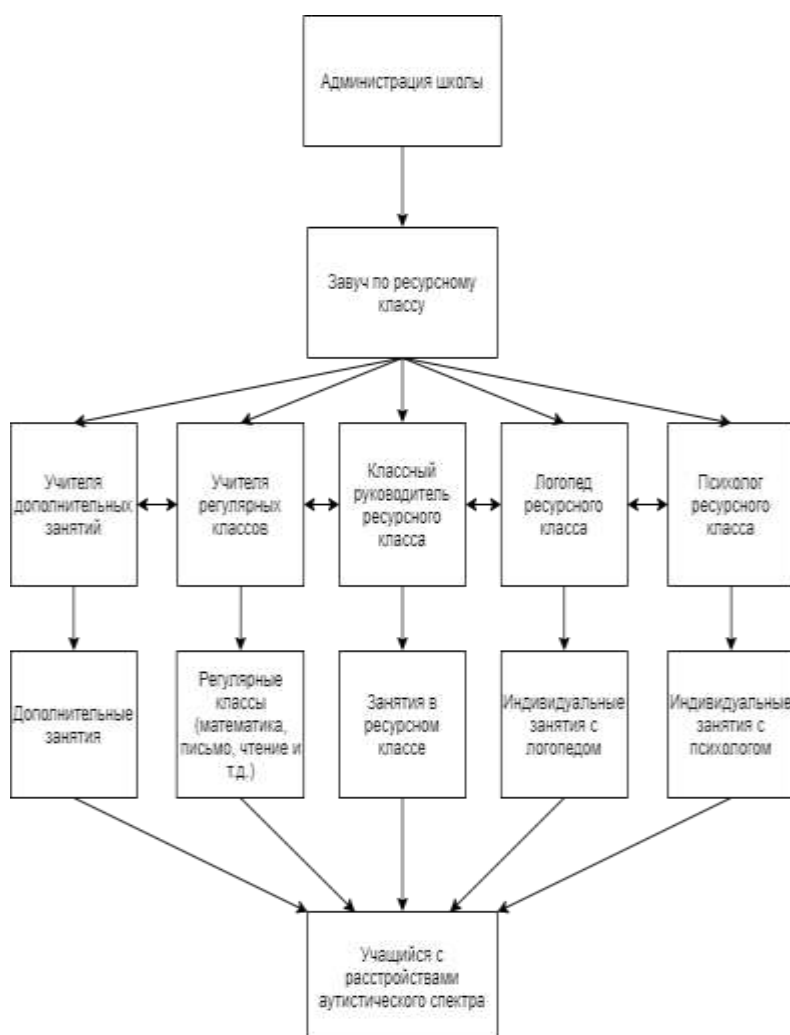 Администрация школы
Завуч по ресурсному
классу
Учителя
дополнительных
занятий
Учителя
регулярных
классов
Классный
руководитель
ресурсного
класса
Логопед
ресурсного
класса
Психолог
ресурсного
класса
Дополнительные
занятия
Регулярные
классы
(математика,
письмо, чтение и
т.д.)
Занятия в
ресурсном
классе
Индивидуальные
занятия с
логопедом
Индивидуальные
занятия с
психологом
Учащийся с
расстройствами
аутистического спектра